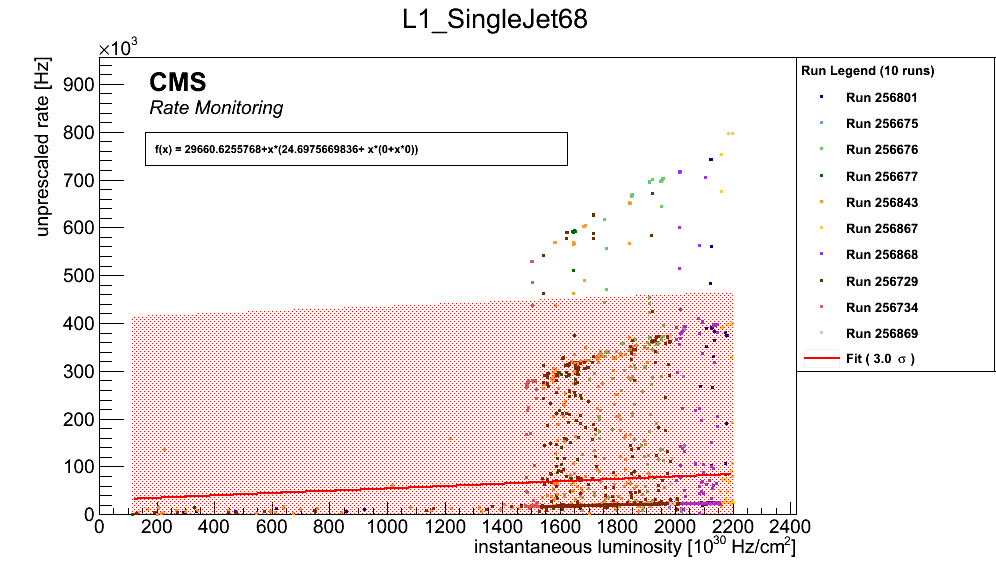 L1_SingleJet68
×10³
unprescaled rate [Hz]
900
800
700
600
500
400
300
200
100
0
CMS
Rate Monitoring
f(x) = 29660.6255768+x*(24.6975669836+ x*(0+x*0))
0 200 400 600 800 1000 1200 1400 1600 1800 2000 2200 2400
instantaneous luminosity [10³⁰ Hz/cm²]
Run Legend (10 runs)
Run 256801
Run 256675
Run 256676
Run 256677
Run 256843
Run 256867
Run 256868
Run 256729
Run 256734
Run 256869
Fit ( 3.0 σ )